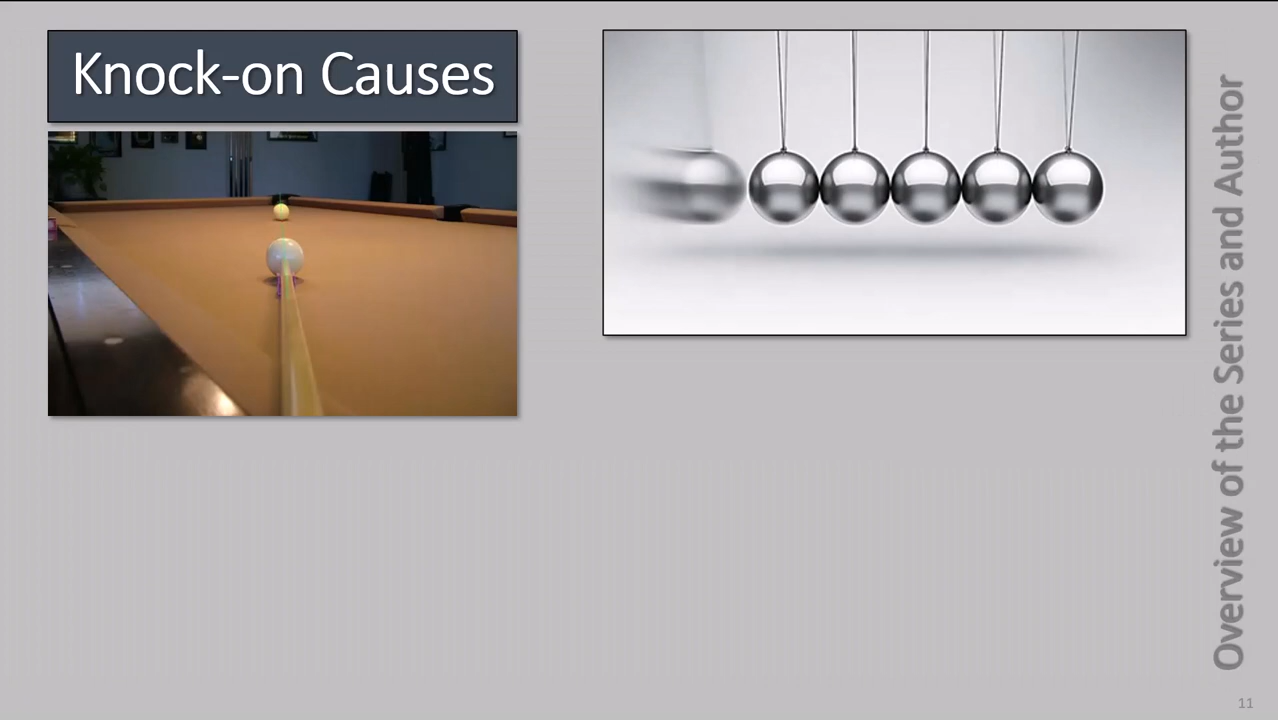 Knock-on Causes
Overview of the Series and Author
11